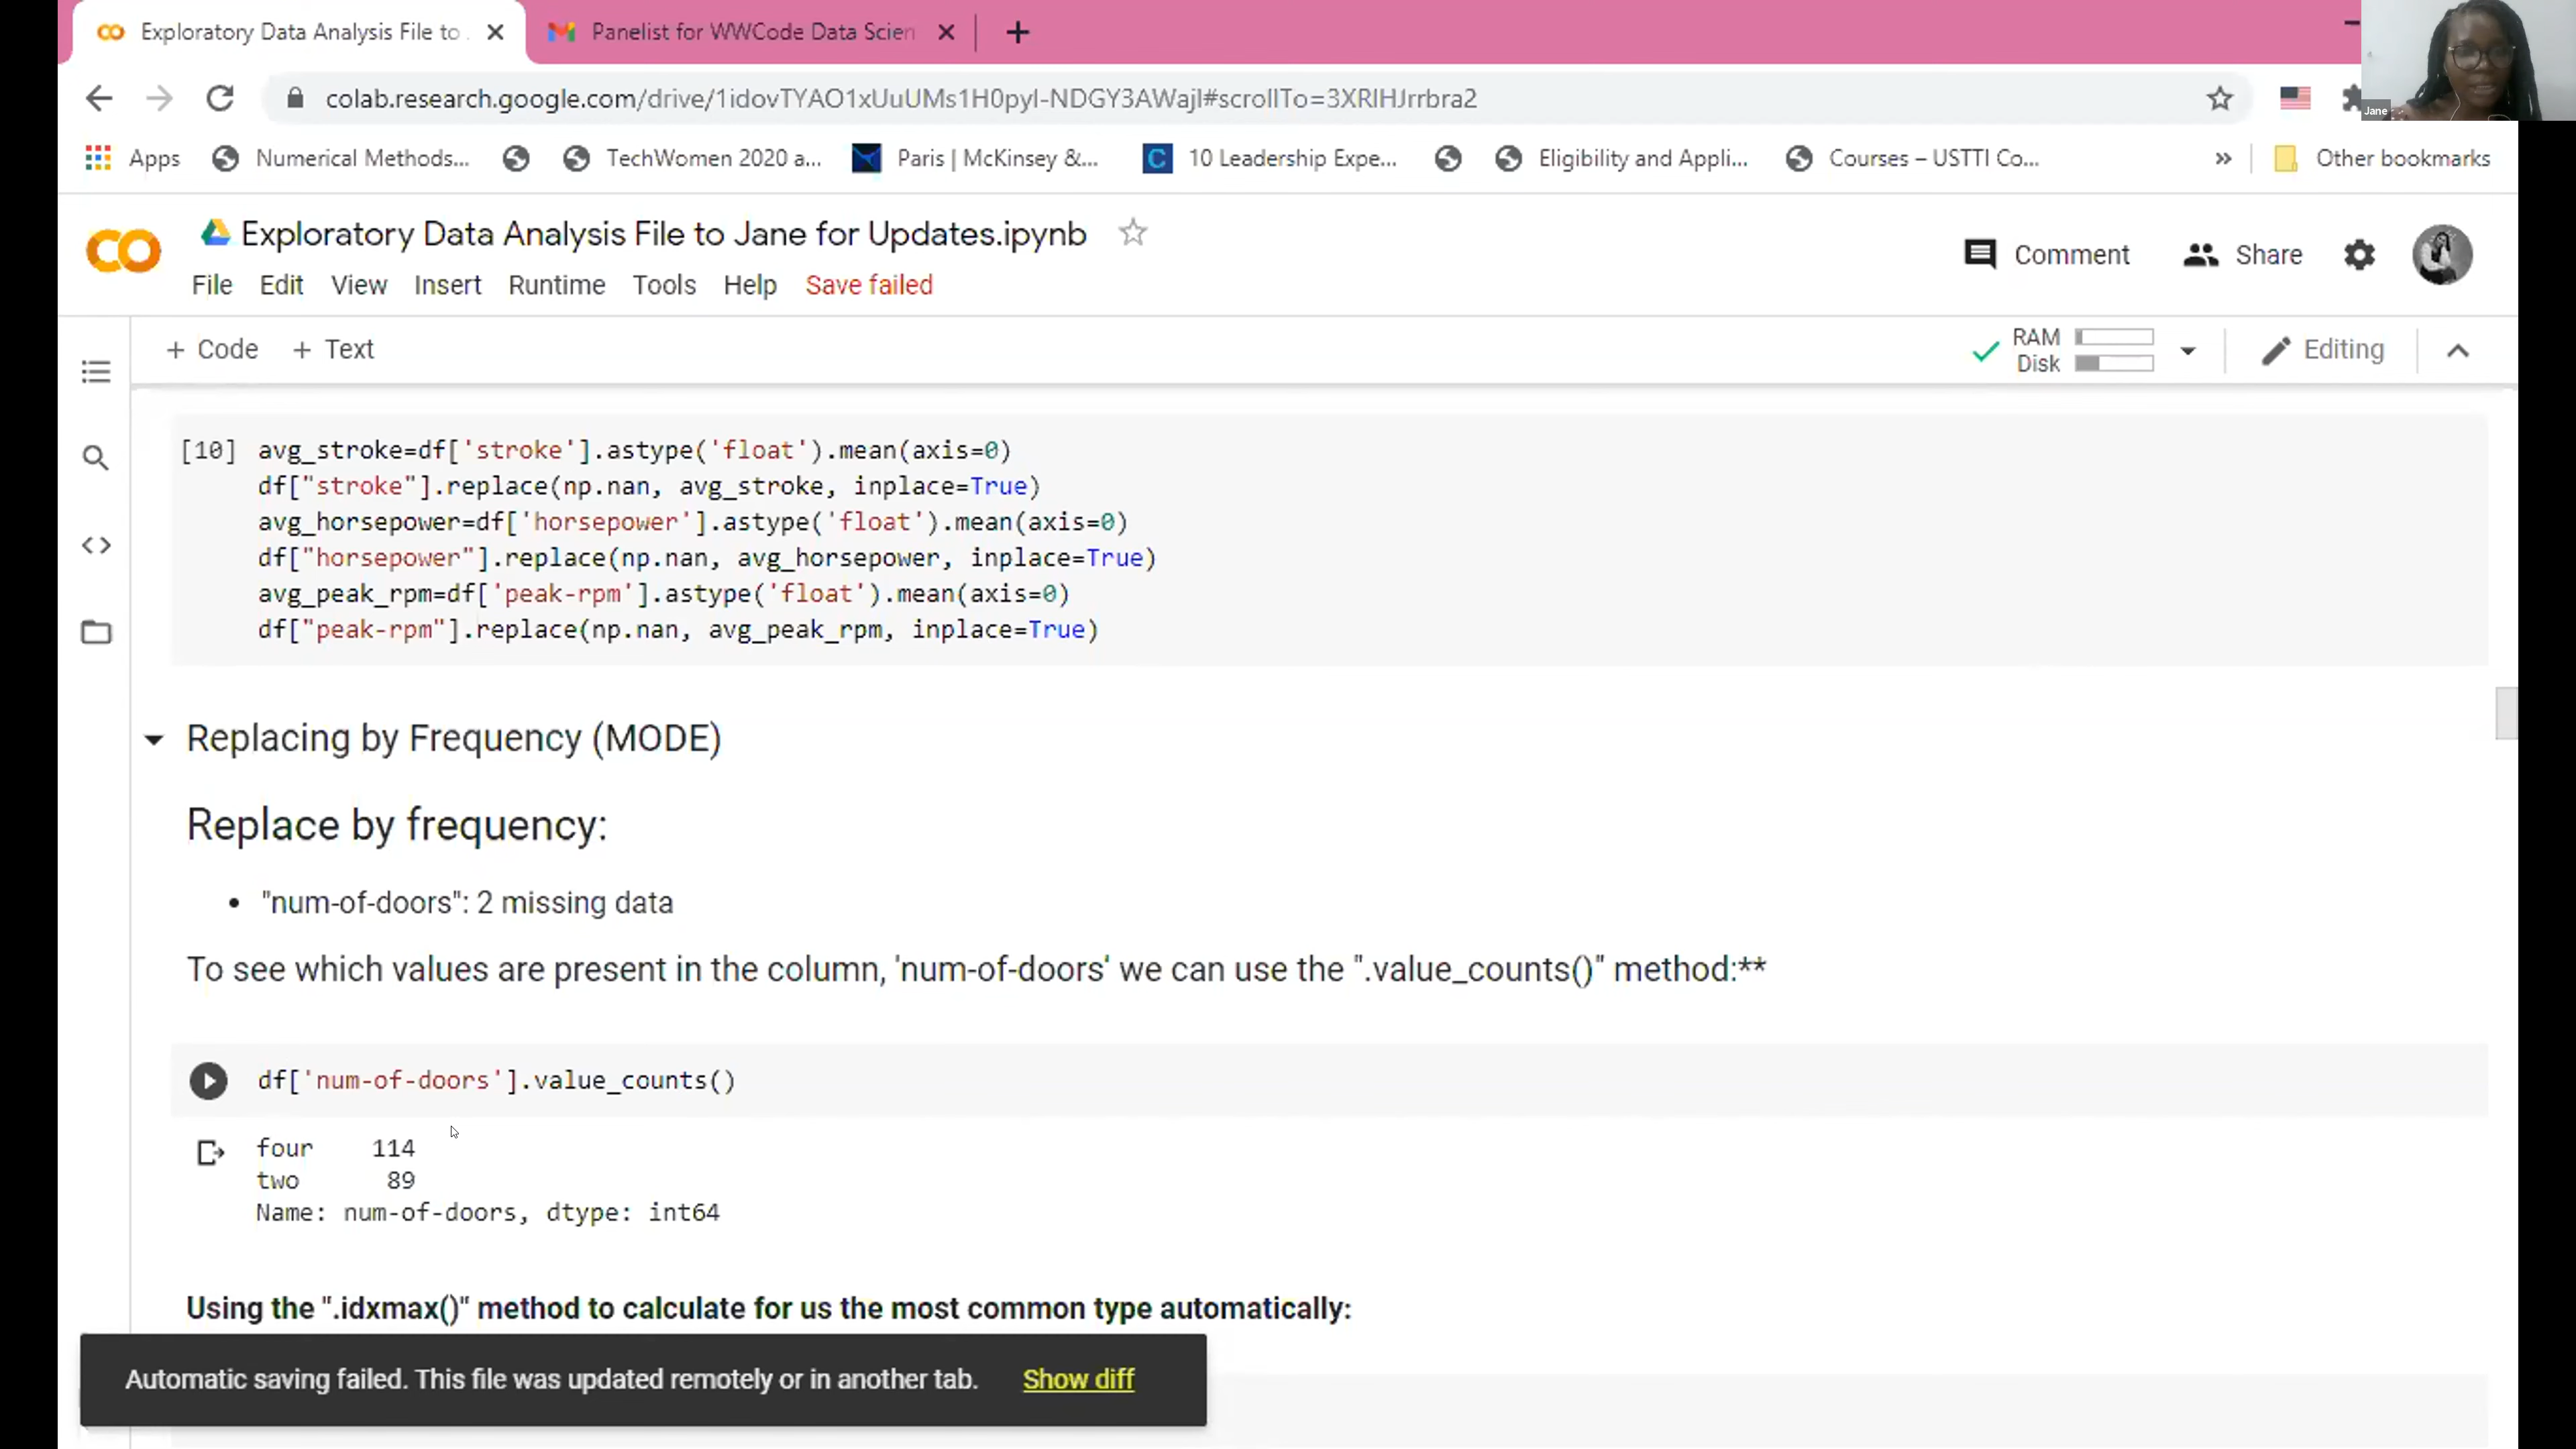 Exploratory Data Analysis File to
Panelist for WWCode Data Scien
Jane
colab.research.google.com/drive/1idovTYAO1xUuUMs1H0pyI-NDGY3AWajI#scrollTo=3XRlHJrrbra2
Apps
Numerical Methods...
TechWomen 2020 a...
Paris | McKinsey &...
10 Leadership Expe...
Eligibility and Appli...
Courses – USTTI Co...
»
Other bookmarks
Exploratory Data Analysis File to Jane for Updates.ipynb
Comment
Share
File Edit View Insert Runtime Tools Help Save failed
+ Code + Text
RAM
Disk
Editing
[10] avg_stroke=df['stroke'].astype('float').mean(axis=0)
df["stroke"].replace(np.nan, avg_stroke, inplace=True)
avg_horsepower=df['horsepower'].astype('float').mean(axis=0)
df["horsepower"].replace(np.nan, avg_horsepower, inplace=True)
avg_peak_rpm=df['peak-rpm'].astype('float').mean(axis=0)
df["peak-rpm"].replace(np.nan, avg_peak_rpm, inplace=True)
Replacing by Frequency (MODE)
Replace by frequency:
• "num-of-doors": 2 missing data
To see which values are present in the column, 'num-of-doors' we can use the ".value_counts()" method:**
df['num-of-doors'].value_counts()
four 114
two 89
Name: num-of-doors, dtype: int64
Using the ".idxmax()" method to calculate for us the most common type automatically:
Automatic saving failed. This file was updated remotely or in another tab. Show diff